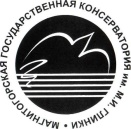 МАГНИТОГОРСКАЯ ГОСУДАРСТВЕННАЯ КОНСЕРВАТОРИЯ ИМ. М.И. ГЛИНКИ •